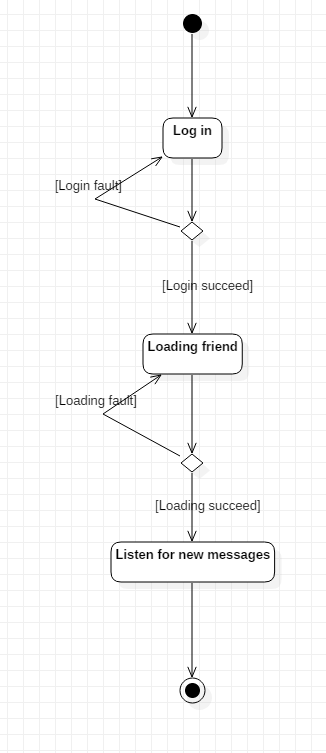 Log in
[Login fault]
[Login succeed]
Loading friend
[Loading fault]
[Loading succeed]
Listen for new messages